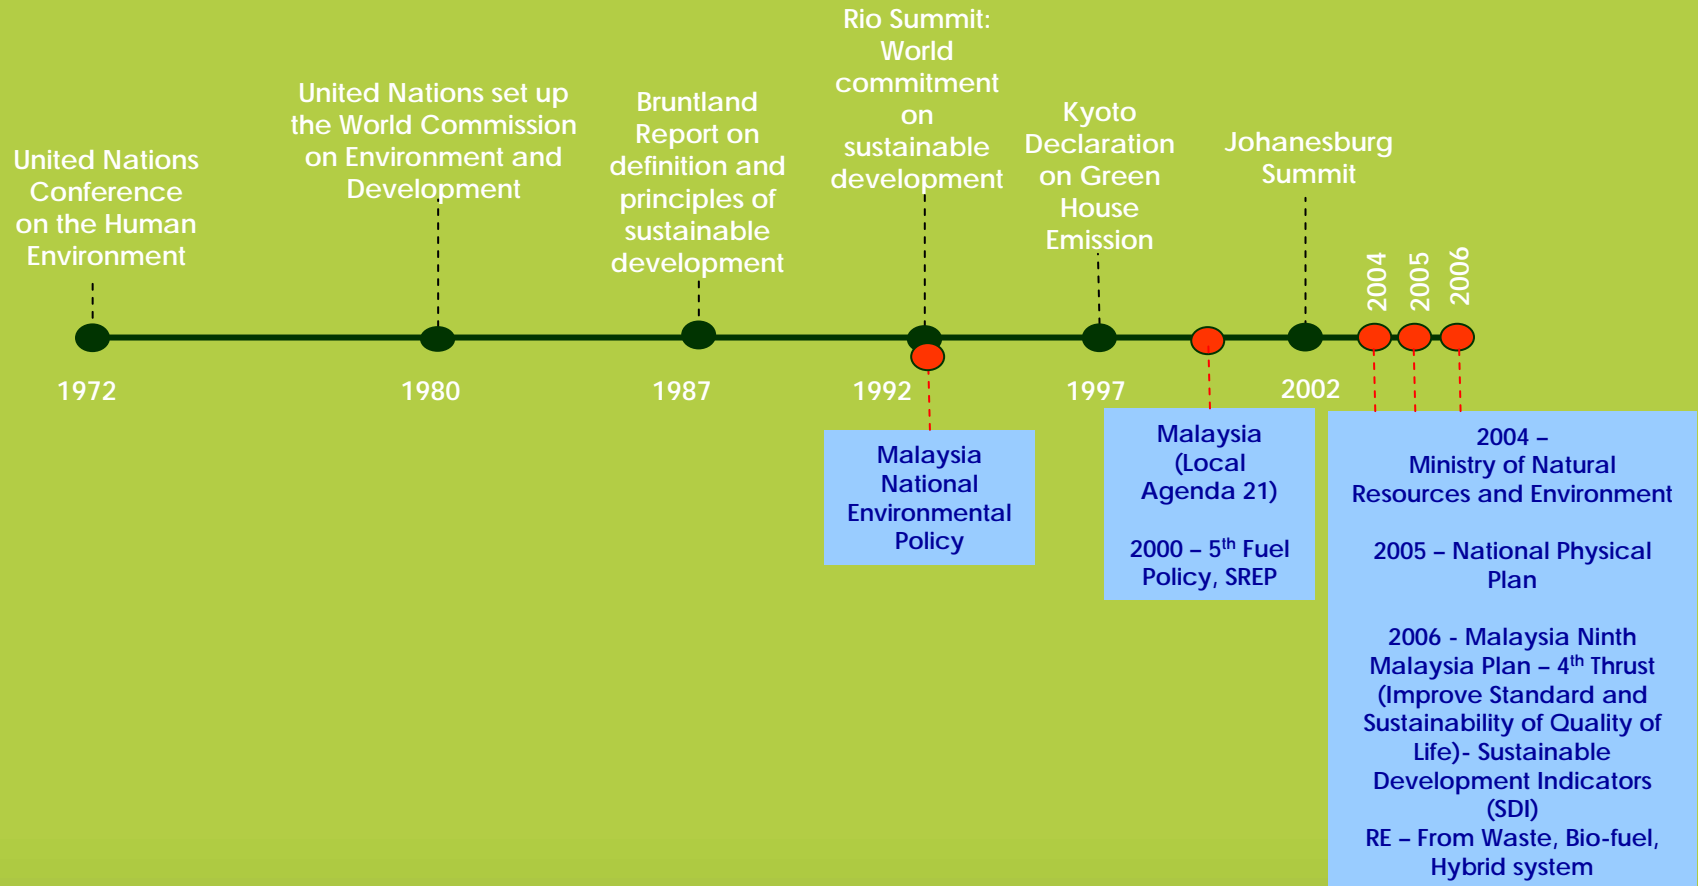 United Nations
Conference
on the Human
Environment
United Nations set up
the World Commission
on Environment and
Development
Bruntland
Report on
definition and
principles of
sustainable
development
Rio Summit:
World
commitment
on
sustainable
development
Kyoto
Declaration
on Green
House
Emission
Johanesburg
Summit
2004
2005
2006
1972
1980
1987
1992
1997
2002
Malaysia
National
Environmental
Policy
Malaysia
(Local
Agenda 21)
2000 – 5th Fuel
Policy, SREP
2004 –
Ministry of Natural
Resources and Environment
2005 – National Physical
Plan
2006 - Malaysia Ninth
Malaysia Plan – 4th Thrust
(Improve Standard and
Sustainability of Quality of
Life)- Sustainable
Development Indicators
(SDI)
RE – From Waste, Bio-fuel,
Hybrid system